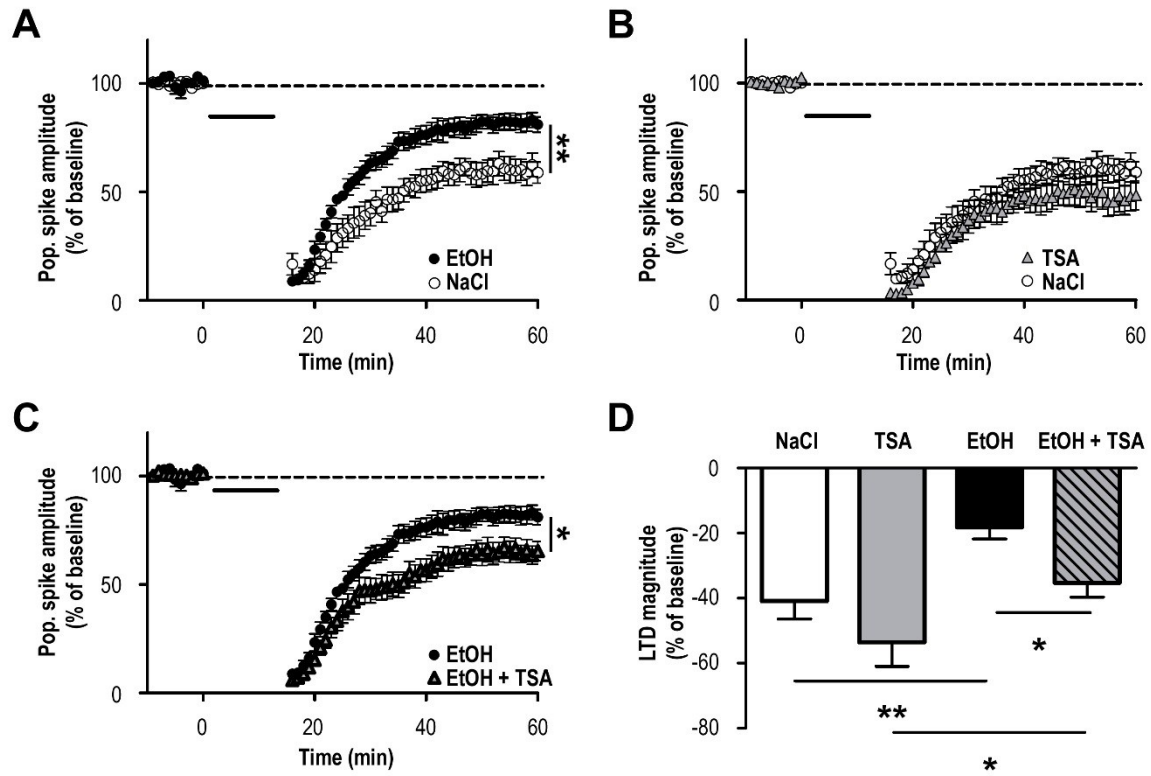 A
Pop. spike amplitude
(% of baseline)
100
50
0
**
EtOH
NaCl
0 20 40 60
Time (min)
B
Pop. spike amplitude
(% of baseline)
100
50
0
TSA
NaCl
0 20 40 60
Time (min)
C
Pop. spike amplitude
(% of baseline)
100
50
0
*
EtOH
EtOH + TSA
0 20 40 60
Time (min)
D
NaCl TSA EtOH EtOH + TSA
LTD magnitude
(% of baseline)
0
-20
-40
-60
-80
*
**
*